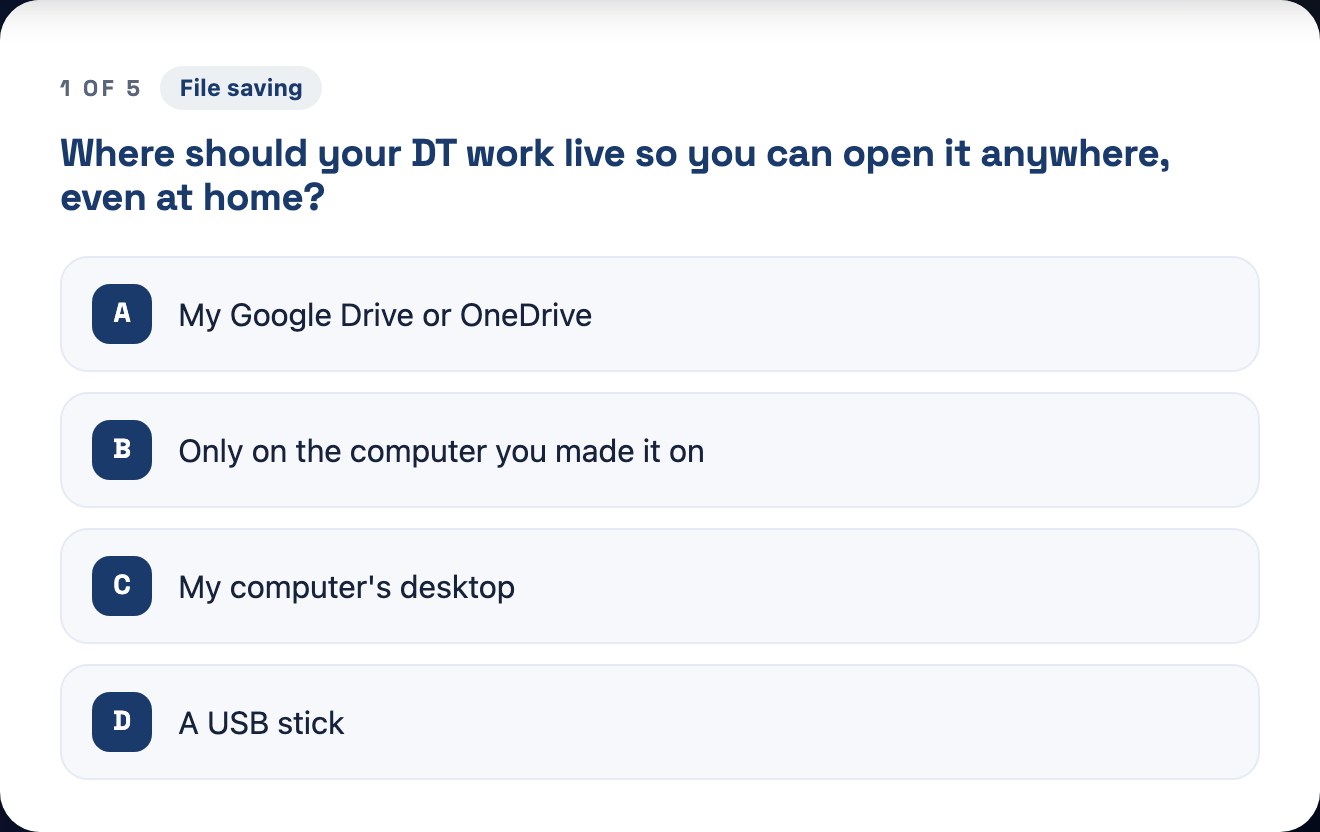 1 OF 5 File saving
Where should your DT work live so you can open it anywhere,
even at home?
A My Google Drive or OneDrive
B Only on the computer you made it on
C My computer's desktop
D A USB stick